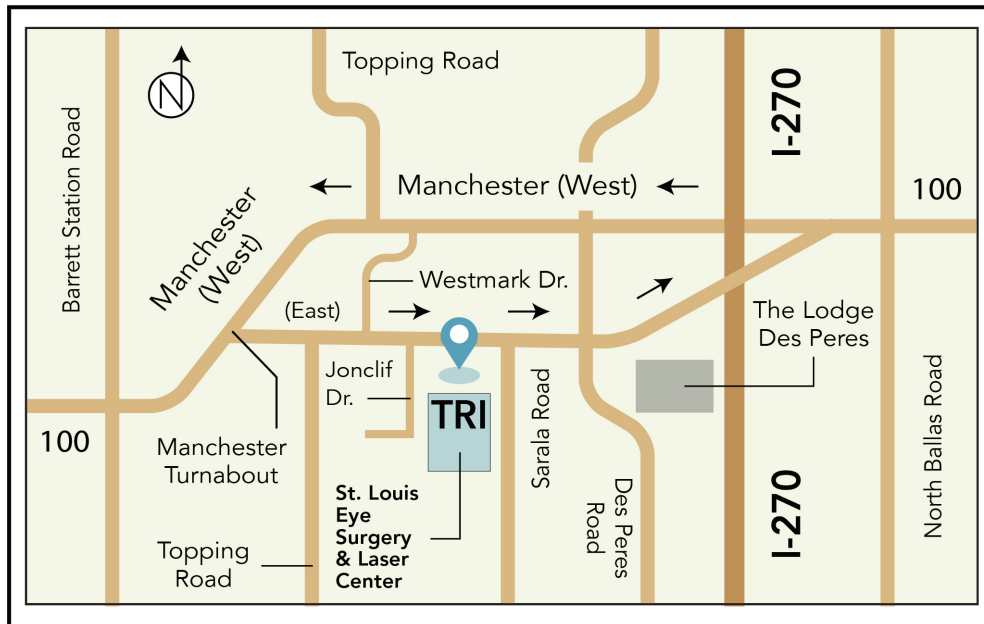 Topping Road
N
I-270
Barrett Station Road
Manchester (West)
100
Manchester
(West)
Westmark Dr.
(East)
The Lodge
Des Peres
Jonclif
Dr.
TRI
Sarala Road
North Ballas Road
100
Manchester
Turnabout
St. Louis
Eye
Surgery
& Laser
Center
Des Peres
Road
I-270
Topping
Road